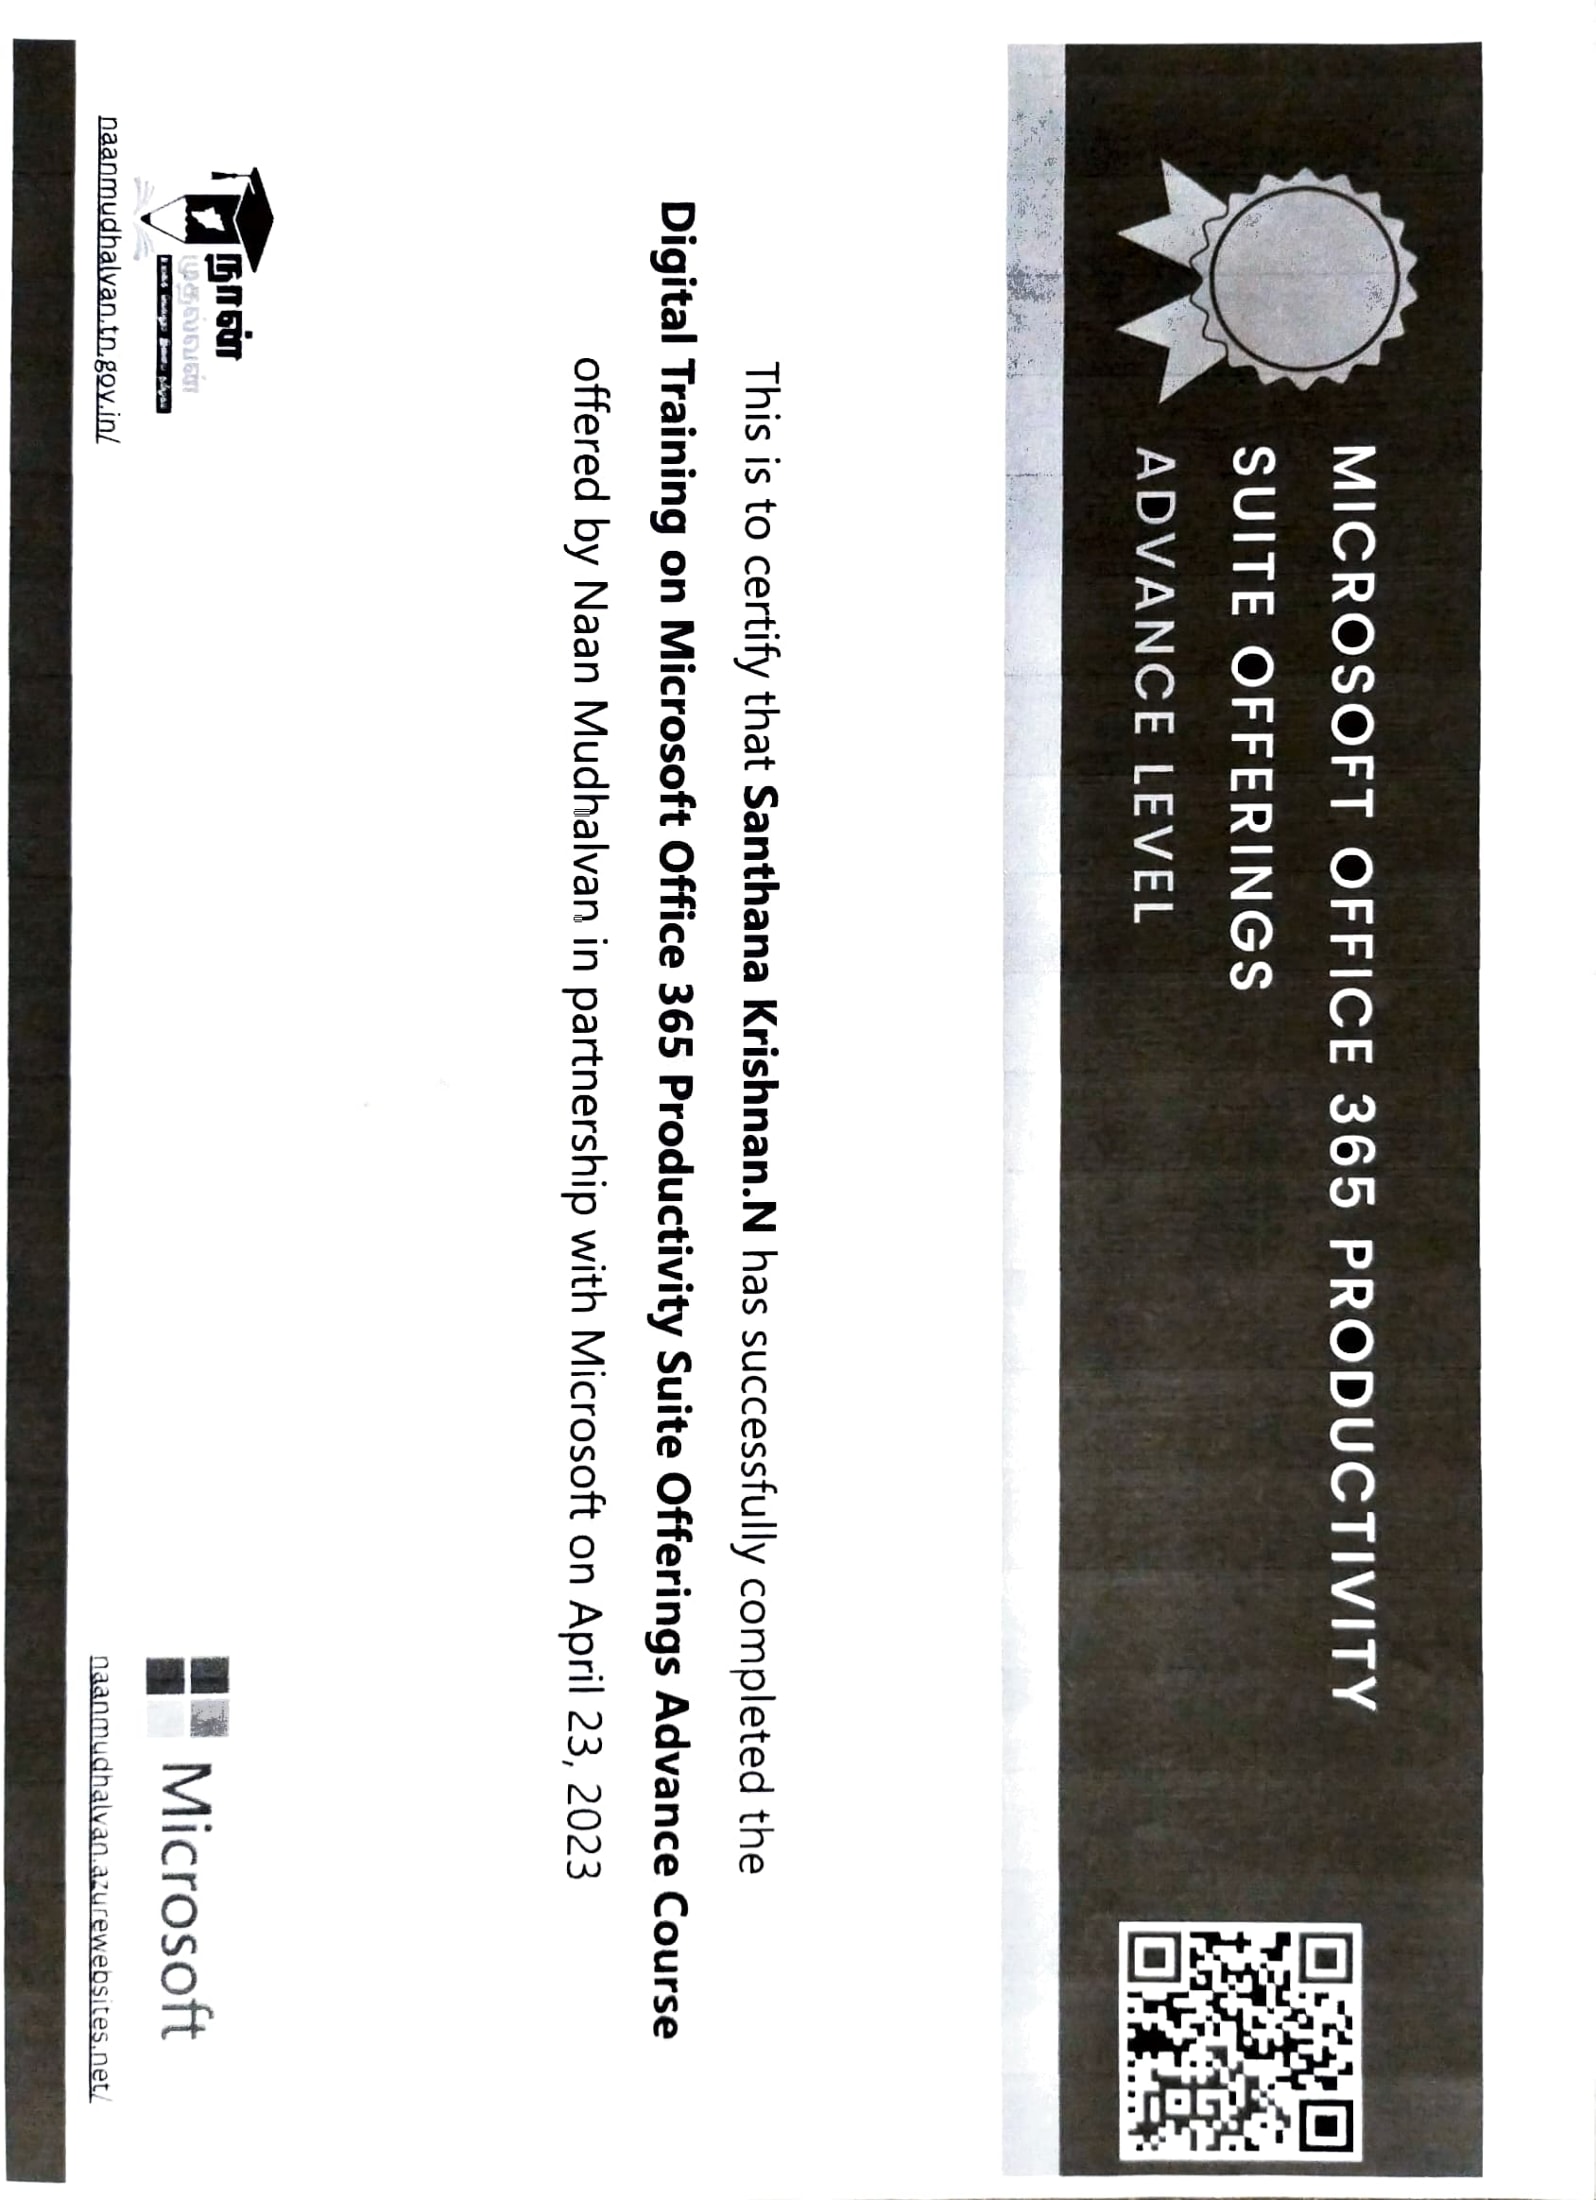 MICROSOFT OFFICE 365 PRODUCTIVITY
SUITE OFFERINGS
ADVANCE LEVEL
This is to certify that Santhana Krishnan.N has successfully completed the
Digital Training on Microsoft Office 365 Productivity Suite Offerings Advance Course
offered by Naan Mudhalvan in partnership with Microsoft on April 23, 2023
நான்
முதல்வன்
naanmudhalvan.tn.gov.in/
Microsoft
naanmudhalvan.azurewebsites.net/